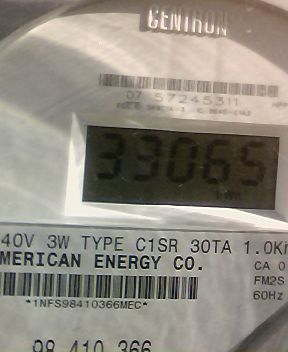 CENTRON
07 57245311
33065
40V 3W TYPE C1SR 30TA 1.0Kh
MERICAN ENERGY CO.
CA 0
FM2S
60Hz
*1NFS98410366MEC*
98 410 366